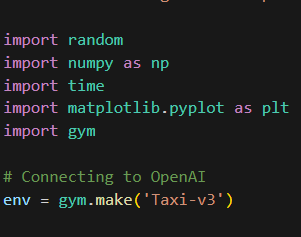 import random
import numpy as np
import time
import matplotlib.pyplot as plt
import gym
# Connecting to OpenAI
env = gym.make('Taxi-v3')